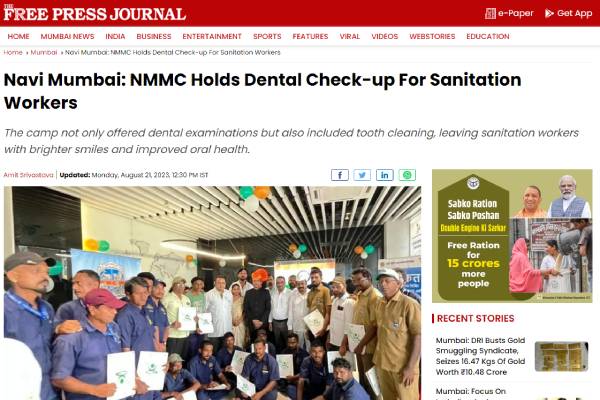 THE
FREE PRESS JOURNAL
e-Paper
Get App
HOME MUMBAI NEWS INDIA BUSINESS ENTERTAINMENT SPORTS FEATURES VIRAL VIDEOS WEBSTORIES EDUCATION
Home › Mumbai › Navi Mumbai: NMMC Holds Dental Check-up For Sanitation Workers
Navi Mumbai: NMMC Holds Dental Check-up For Sanitation
Workers
The camp not only offered dental examinations but also included tooth cleaning, leaving sanitation workers
with brighter smiles and improved oral health.
Amit Srivastava | Updated: Monday, August 21, 2023, 12:30 PM IST
Sabko Ration
Sabko Poshan
Double Engine Ki Sarkar
Free Ration
for
15 crores
more
people
RECENT STORIES
Mumbai: DRI Busts Gold
Smuggling Syndicate,
Seizes 16.47 Kgs Of Gold
Worth ₹10.48 Crore
Mumbai: Focus On